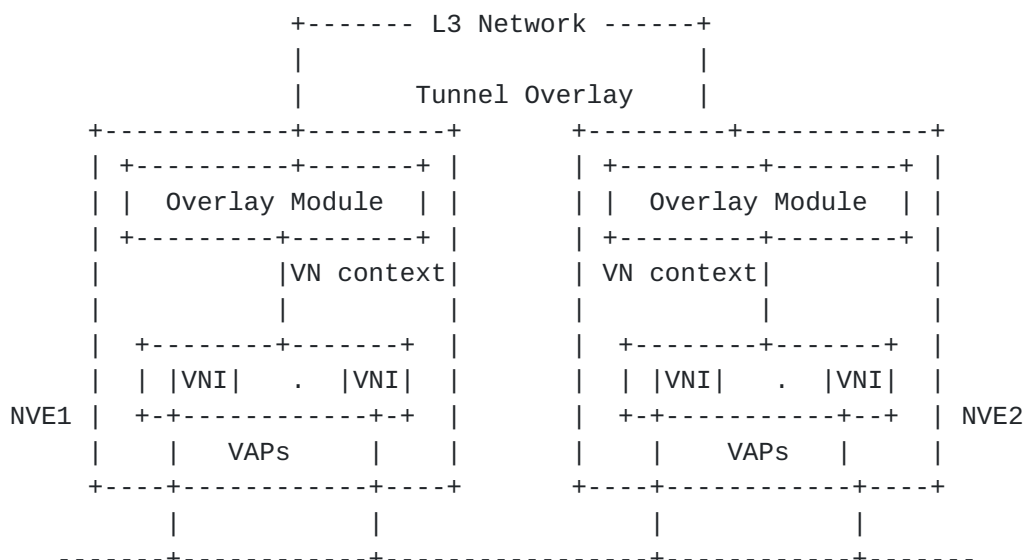 L3 Network
Tunnel Overlay
Overlay Module Overlay Module
VN context VN context
VNI . VNI VNI . VNI
NVE1 NVE2
VAPs VAPs